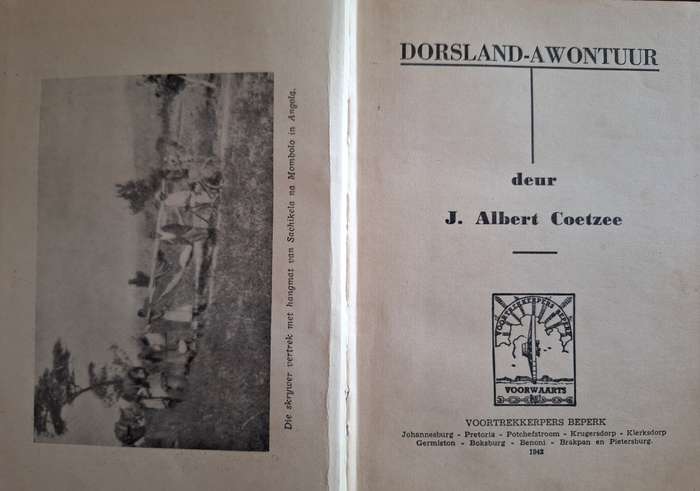 Die skrywer vertrek met hangmat van Sachikela na Mombolo in Angola.
DORSLAND-AWONTUUR
deur
J. Albert Coetzee
VOORTREKKERPERS BEPERK
VOORWAARTS
VOORTREKKERPERS BEPERK
Johannesburg - Pretoria - Potchefstroom - Krugersdorp - Klerksdorp
Germiston - Boksburg - Benoni - Brakpan en Pietersburg.
1942